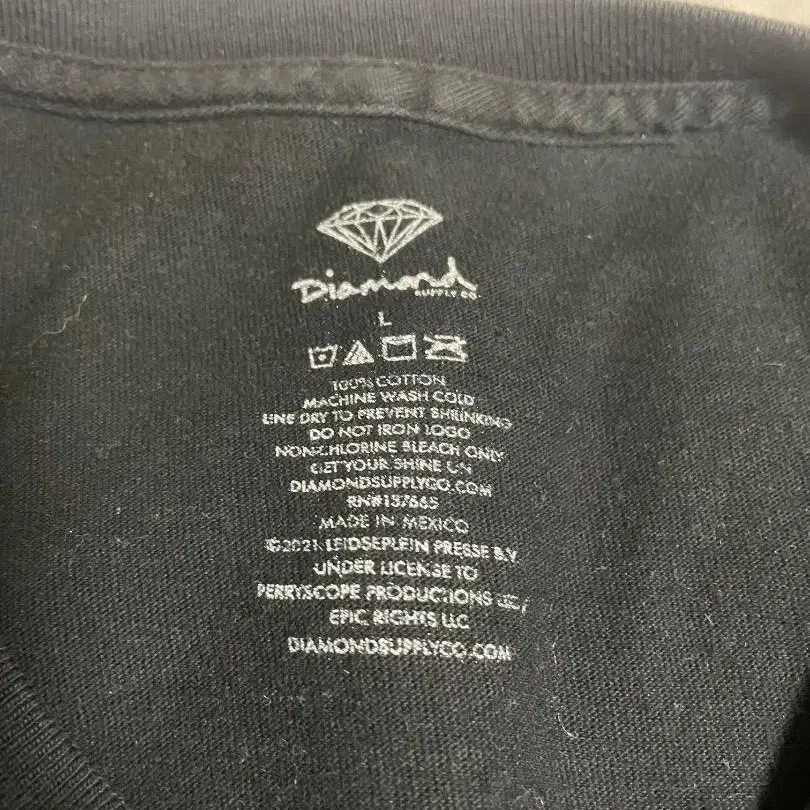 Diamond
SUPPLY CO.
L
100% COTTON
MACHINE WASH COLD
LINE DRY TO PREVENT SHRINKING
DO NOT IRON LOGO
NON-CHLORINE BLEACH ONLY
GET YOUR SHINE ON
DIAMONDSUPPLYCO.COM
RN#137665
MADE IN MEXICO
©2021 LEIDSEPLEIN PRESSE B.V.
UNDER LICENSE TO
PERRYSCOPE PRODUCTIONS LLC/
EPIC RIGHTS LLC
DIAMONDSUPPLYCO.COM